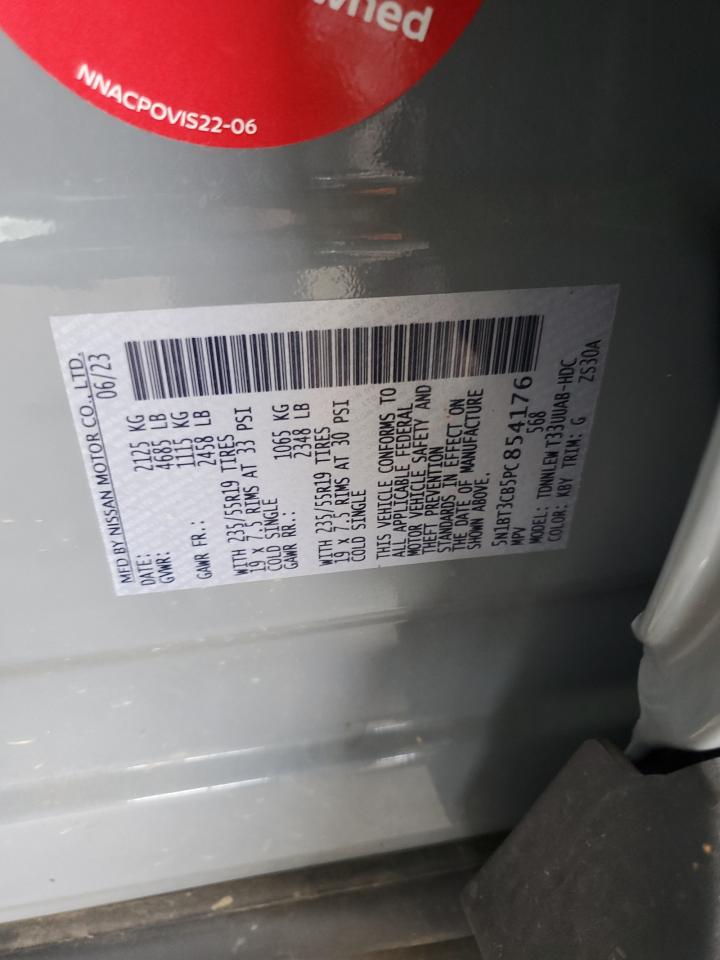 wned
NNACPOVIS22-06
MFD BY NISSAN MOTOR CO., LTD.
DATE: 06/23
GVWR: 2125 KG
4685 LB
GAWR FR.: 1115 KG
2458 LB
WITH 235/55R19 TIRES
19 x 7.5 RIMS AT 33 PSI
COLD SINGLE
GAWR RR.: 1065 KG
2348 LB
WITH 235/55R19 TIRES
19 x 7.5 RIMS AT 30 PSI
COLD SINGLE
THIS VEHICLE CONFORMS TO
ALL APPLICABLE FEDERAL
MOTOR VEHICLE SAFETY AND
THEFT PREVENTION
STANDARDS IN EFFECT ON
THE DATE OF MANUFACTURE
SHOWN ABOVE.
5N1BT3CB5PC854176
MPV 568
MODEL: TDNNLEW T33UUAB-HDC
COLOR: KBY TRIM: G ZS30A